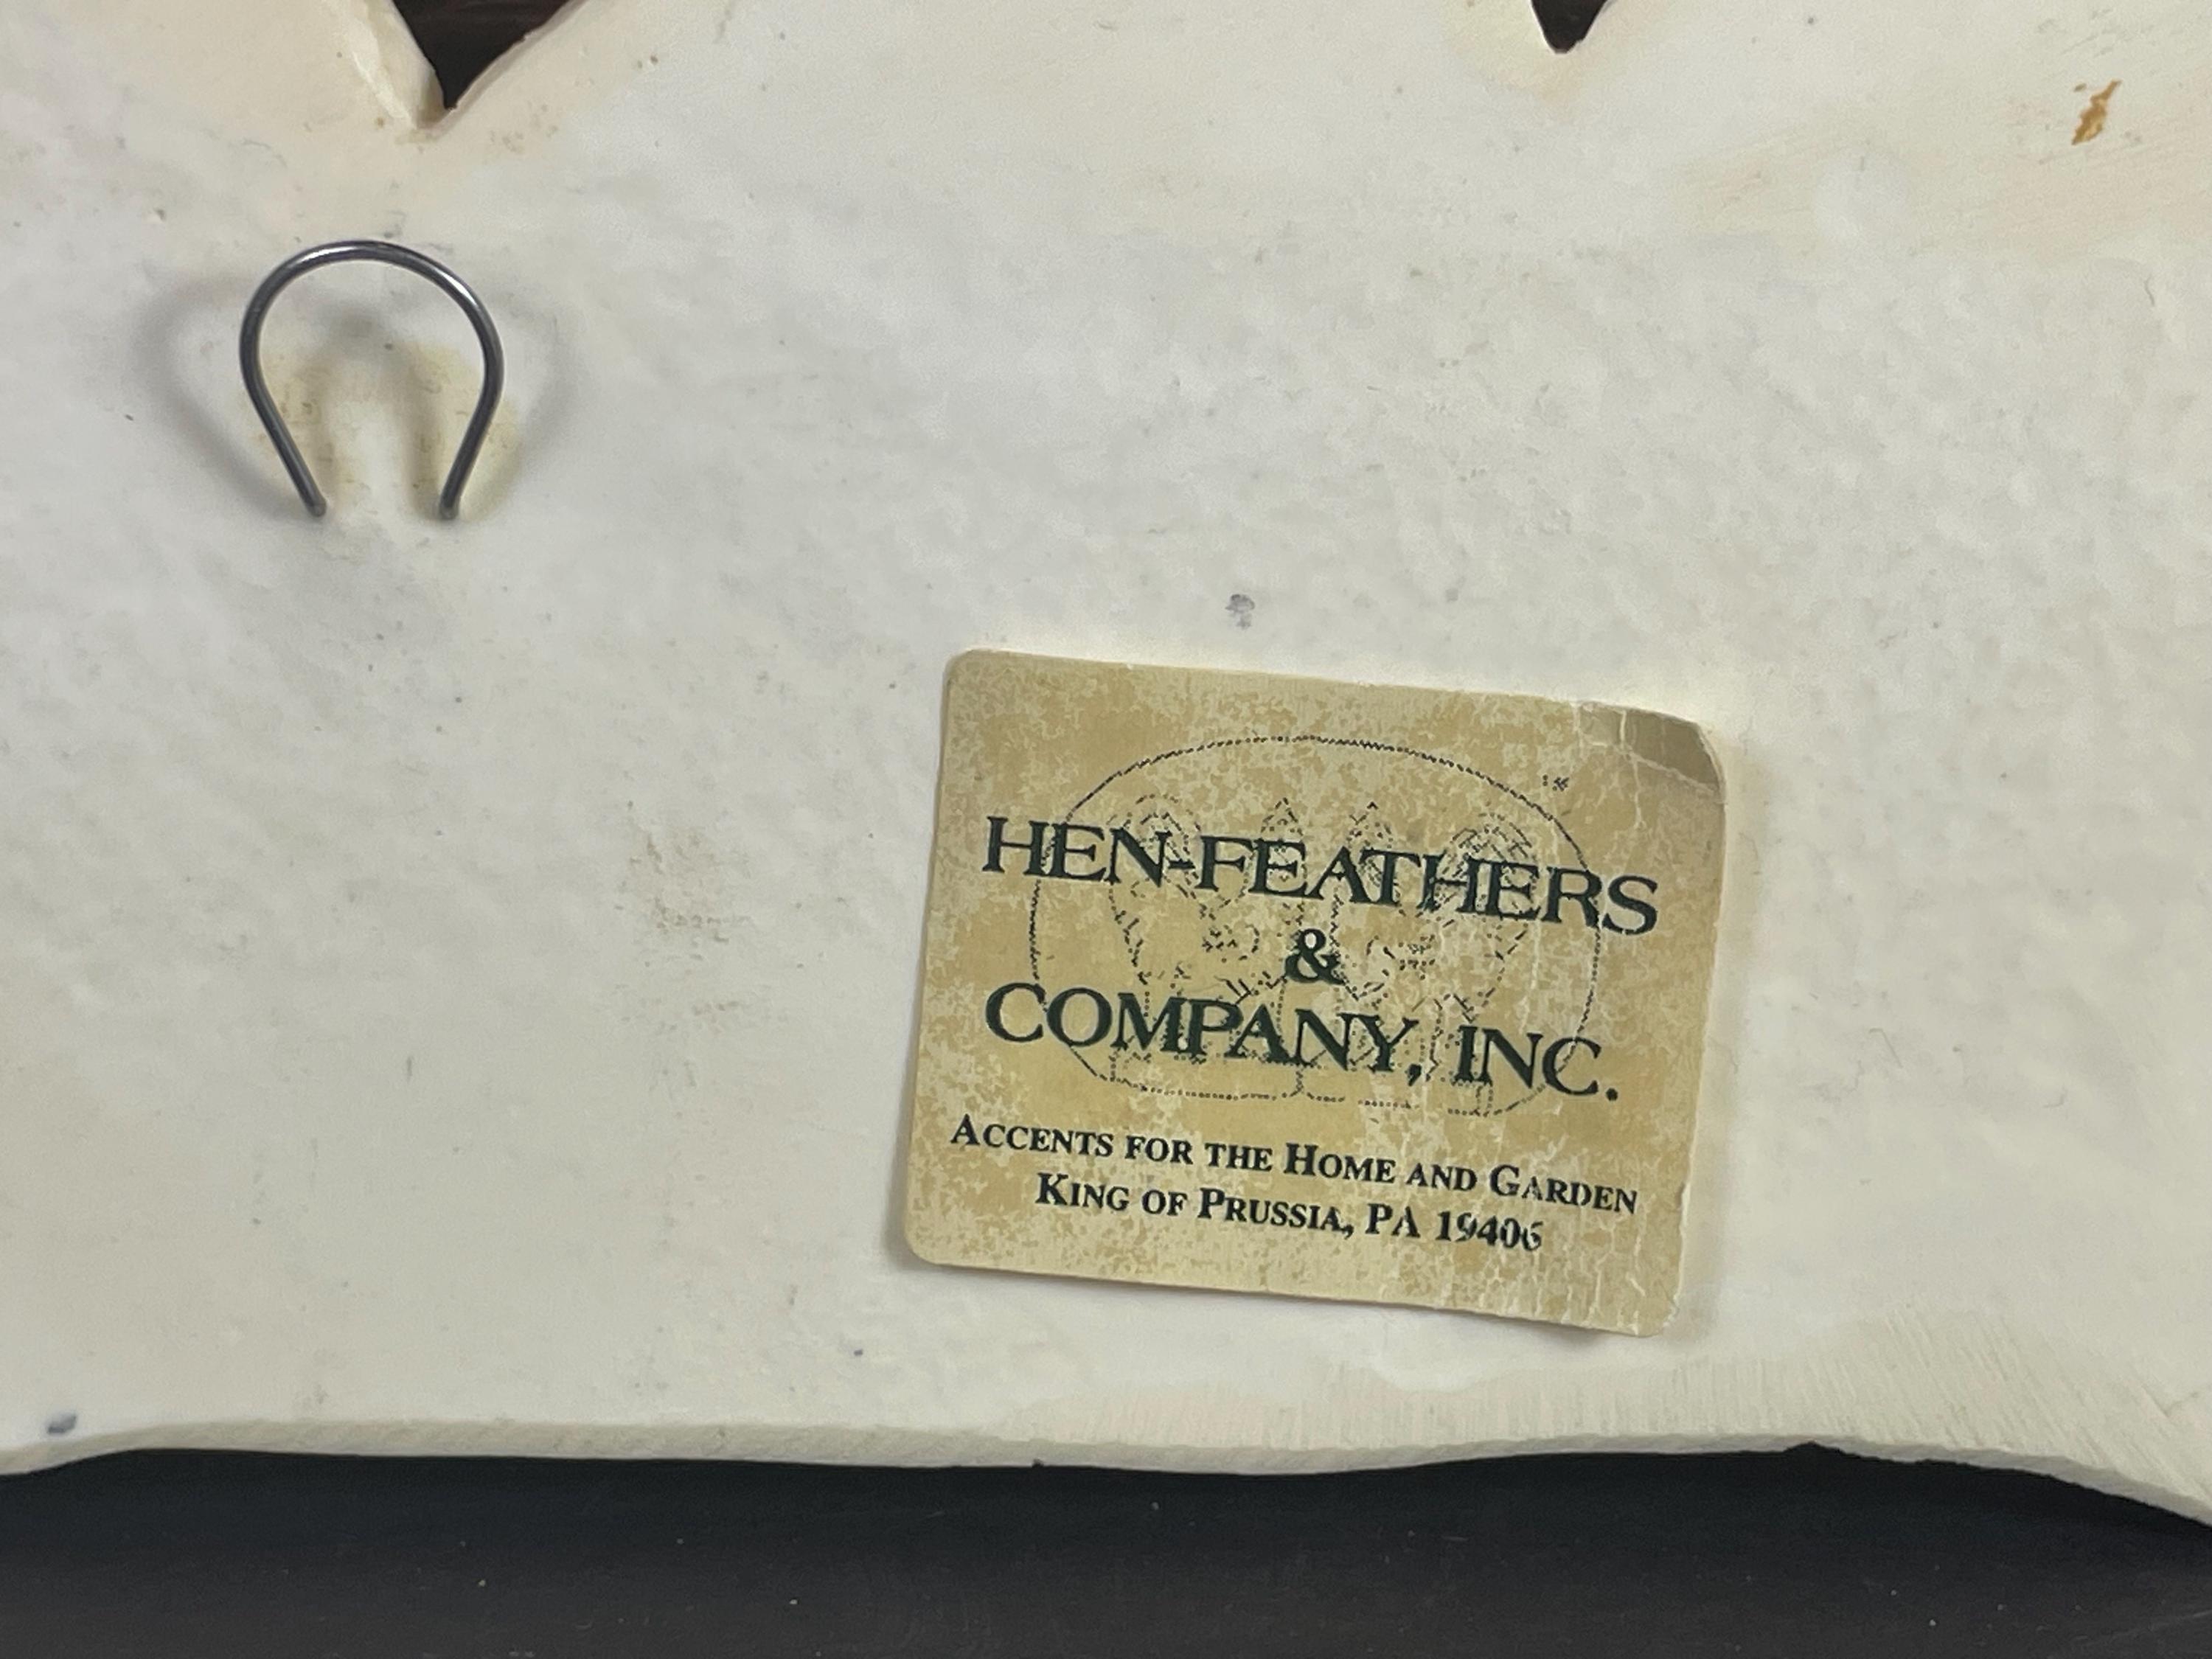 HEN-FEATHERS
&
COMPANY, INC.
ACCENTS FOR THE HOME AND GARDEN
KING OF PRUSSIA, PA 19406